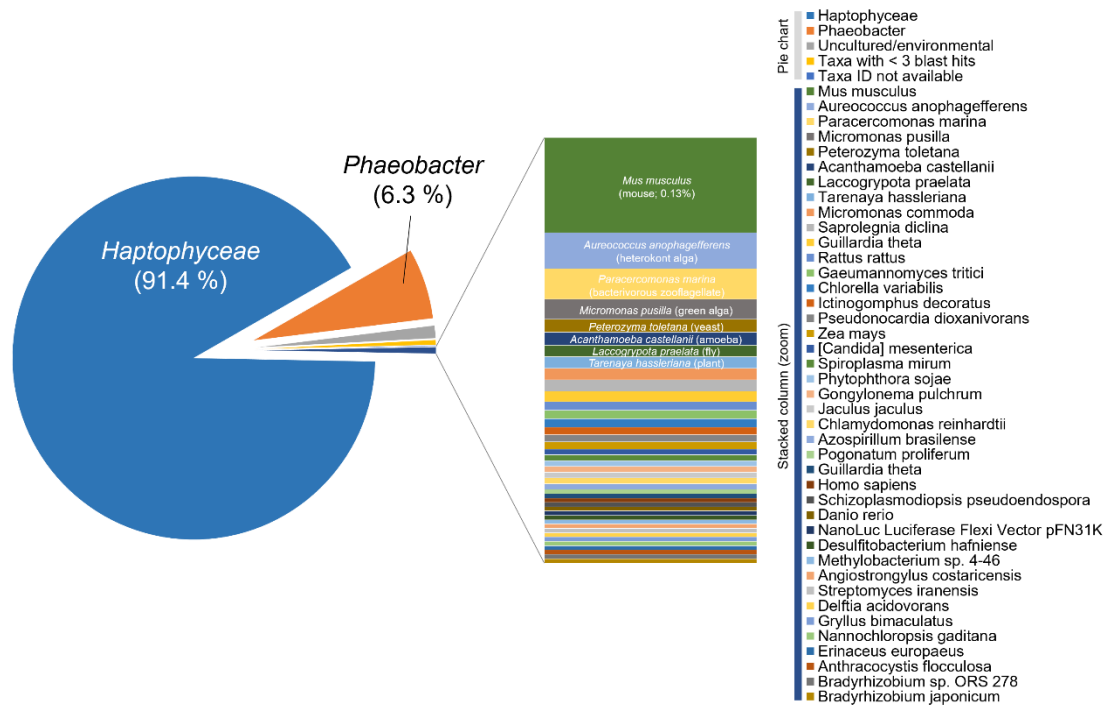 Haptophyceae
(91.4 %)
Phaeobacter
(6.3 %)
Mus musculus
(mouse; 0.13%)
Aureococcus anophagefferens
(heterokont alga)
Paracercomonas marina
(bacterivorous zooflagellate)
Micromonas pusilla (green alga)
Peterozyma toletana (yeast)
Acanthamoeba castellanii (amoeba)
Laccogrypota praelata (fly)
Tarenaya hassleriana (plant)
Pie chart
Haptophyceae
Phaeobacter
Uncultured/environmental
Taxa with < 3 blast hits
Taxa ID not available
Stacked column (zoom)
Mus musculus
Aureococcus anophagefferens
Paracercomonas marina
Micromonas pusilla
Peterozyma toletana
Acanthamoeba castellanii
Laccogrypota praelata
Tarenaya hassleriana
Micromonas commoda
Saprolegnia diclina
Guillardia theta
Rattus rattus
Gaeumannomyces tritici
Chlorella variabilis
Ictinogomphus decoratus
Pseudonocardia dioxanivorans
Zea mays
[Candida] mesenterica
Spiroplasma mirum
Phytophthora sojae
Gongylonema pulchrum
Jaculus jaculus
Chlamydomonas reinhardtii
Azospirillum brasilense
Pogonatum proliferum
Guillardia theta
Homo sapiens
Schizoplasmodiopsis pseudoendospora
Danio rerio
NanoLuc Luciferase Flexi Vector pFN31K
Desulfitobacterium hafniense
Methylobacterium sp. 4-46
Angiostrongylus costaricensis
Streptomyces iranensis
Delftia acidovorans
Gryllus bimaculatus
Nannochloropsis gaditana
Erinaceus europaeus
Anthracocystis flocculosa
Bradyrhizobium sp. ORS 278
Bradyrhizobium japonicum